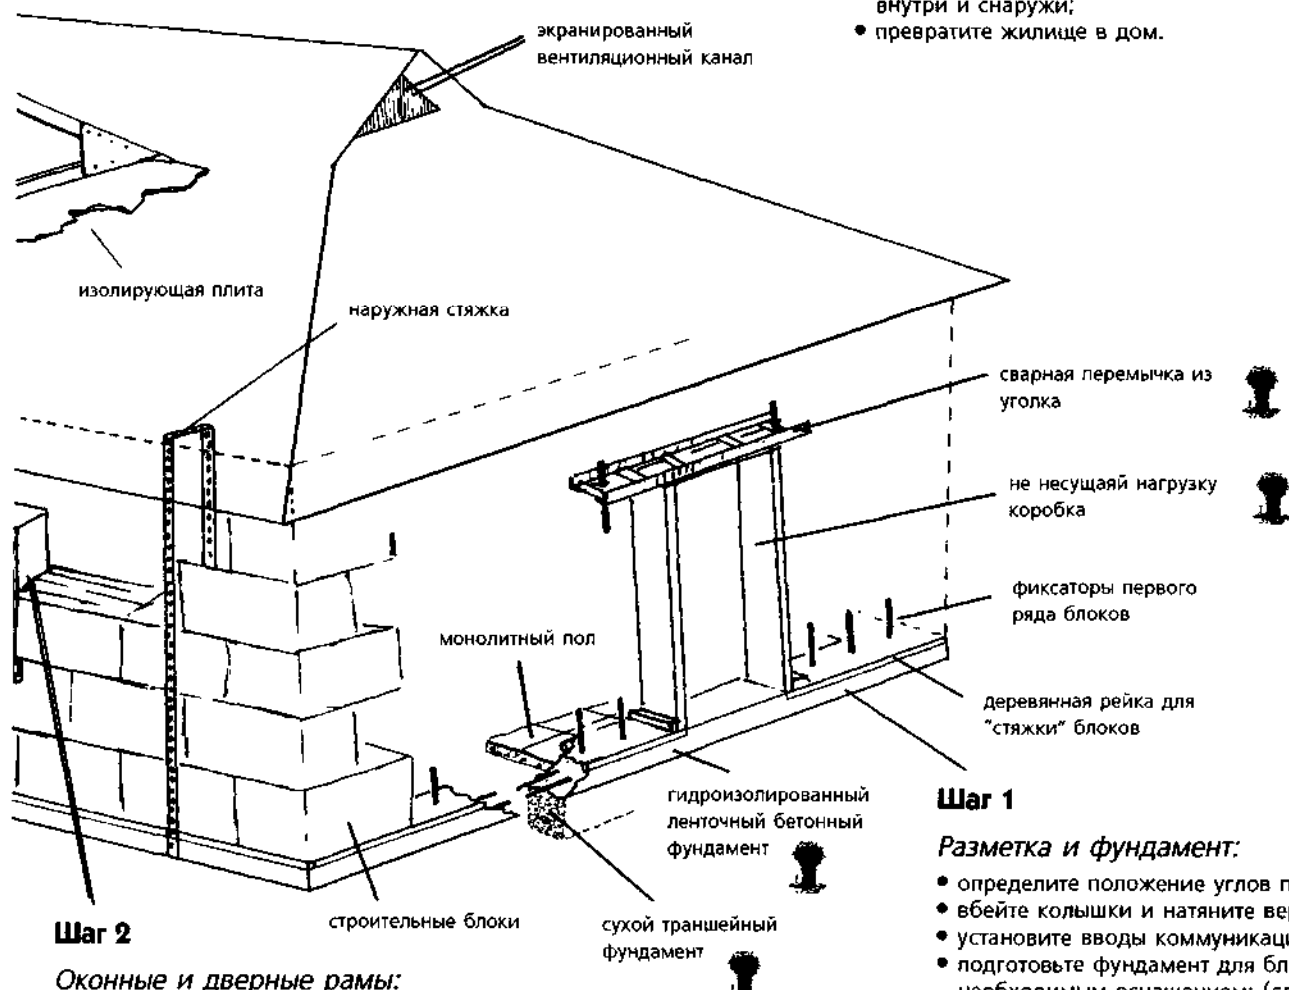 внутри и снаружи;
• превратите жилище в дом.
экранированный
вентиляционный канал
изолирующая плита
наружная стяжка
сварная перемычка из
уголка
не несущаяй нагрузку
коробка
фиксаторы первого
ряда блоков
монолитный пол
деревянная рейка для
"стяжки" блоков
гидроизолированный
ленточный бетонный
фундамент
строительные блоки
сухой траншейный
фундамент
Шаг 1
Разметка и фундамент:
• определите положение углов
• вбейте колышки и натяните
• установите вводы
• подготовьте фундамент для
необходимым
Шаг 2
Оконные и дверные рамы: